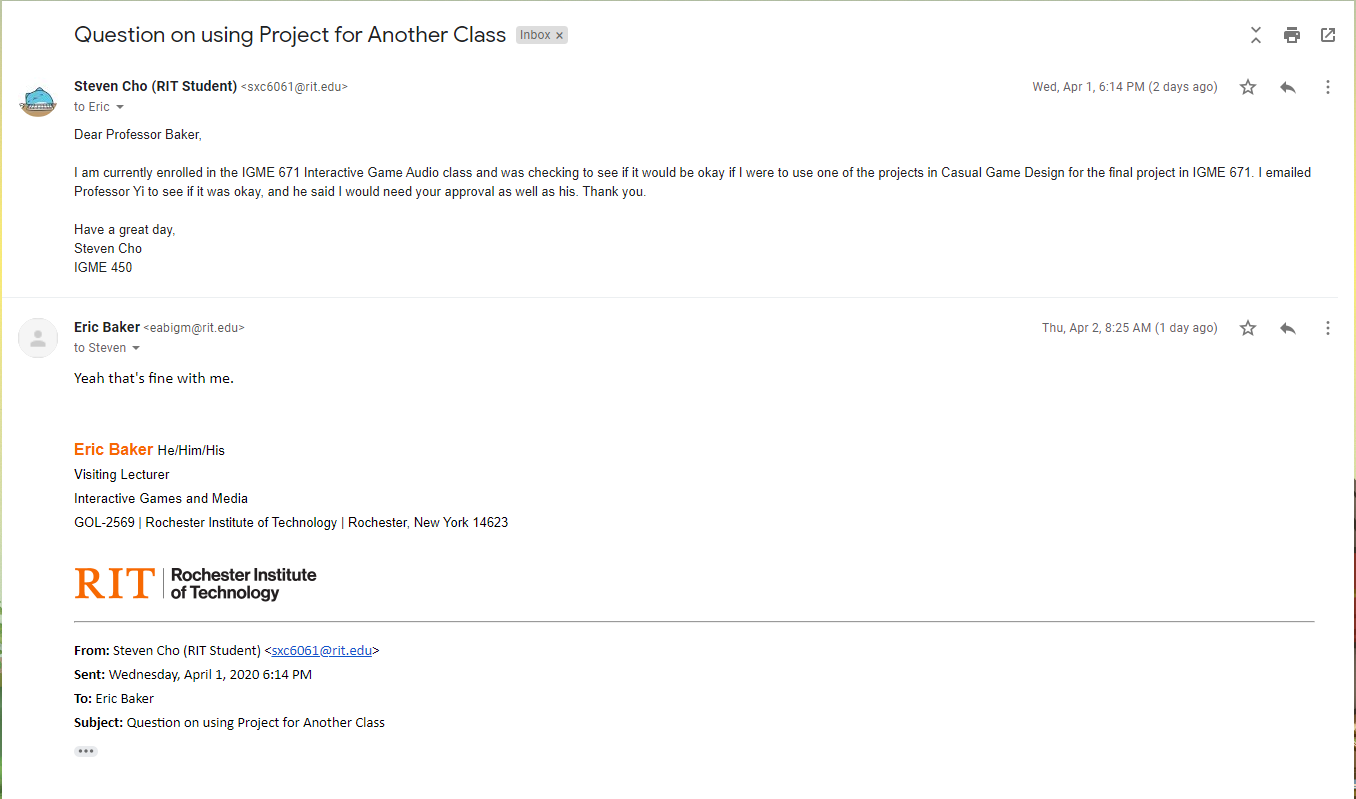 Question on using Project for Another Class Inbox ×
Steven Cho (RIT Student) <sxc6061@rit.edu> Wed, Apr 1, 6:14 PM (2 days ago)
to Eric
Dear Professor Baker,
I am currently enrolled in the IGME 671 Interactive Game Audio class and was checking to see if it would be okay if I were to use one of the projects in Casual Game Design for the final project in IGME 671. I emailed
Professor Yi to see if it was okay, and he said I would need your approval as well as his. Thank you.
Have a great day,
Steven Cho
IGME 450
Eric Baker <eabigm@rit.edu> Thu, Apr 2, 8:25 AM (1 day ago)
to Steven
Yeah that's fine with me.
Eric Baker He/Him/His
Visiting Lecturer
Interactive Games and Media
GOL-2569 | Rochester Institute of Technology | Rochester, New York 14623
RIT | Rochester Institute
of Technology
From: Steven Cho (RIT Student) <sxc6061@rit.edu>
Sent: Wednesday, April 1, 2020 6:14 PM
To: Eric Baker
Subject: Question on using Project for Another Class